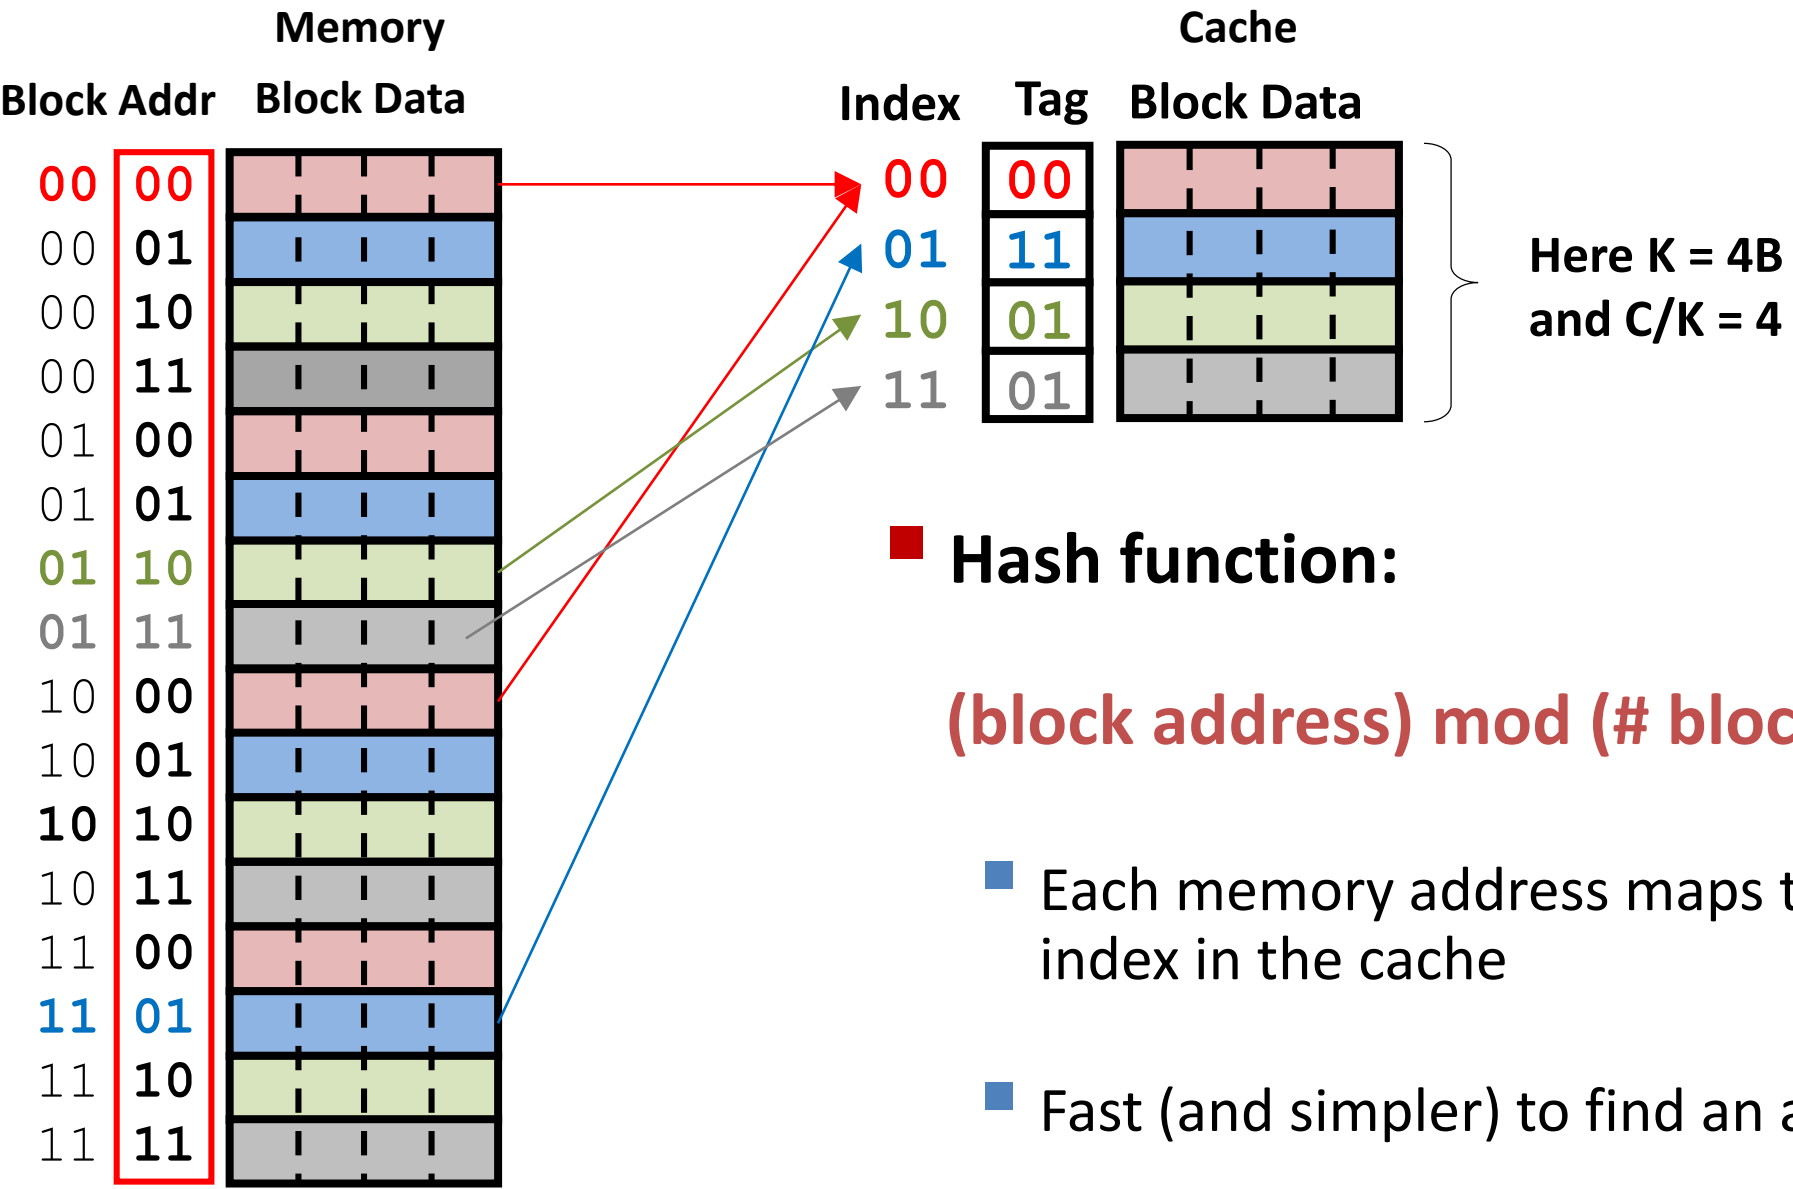 Memory
Block Addr Block Data
00 00
00 01
00 10
00 11
01 00
01 01
01 10
01 11
10 00
10 01
10 10
10 11
11 00
11 01
11 10
11 11
Cache
Index Tag Block Data
00 00
01 11
10 01
11 01
Here K = 4B
and C/K = 4
Hash function:
(block address) mod (#
Each memory address maps
index in the cache
Fast (and simpler) to find an